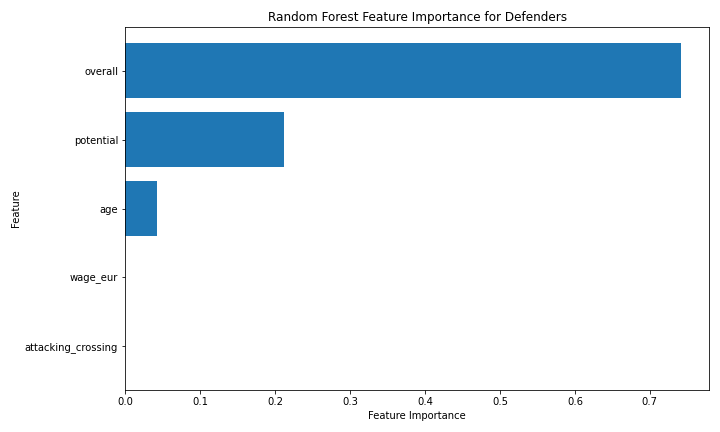 Random Forest Feature Importance for Defenders
overall
potential
age
wage_eur
attacking_crossing
Feature
0.0 0.1 0.2 0.3 0.4 0.5 0.6 0.7
Feature Importance